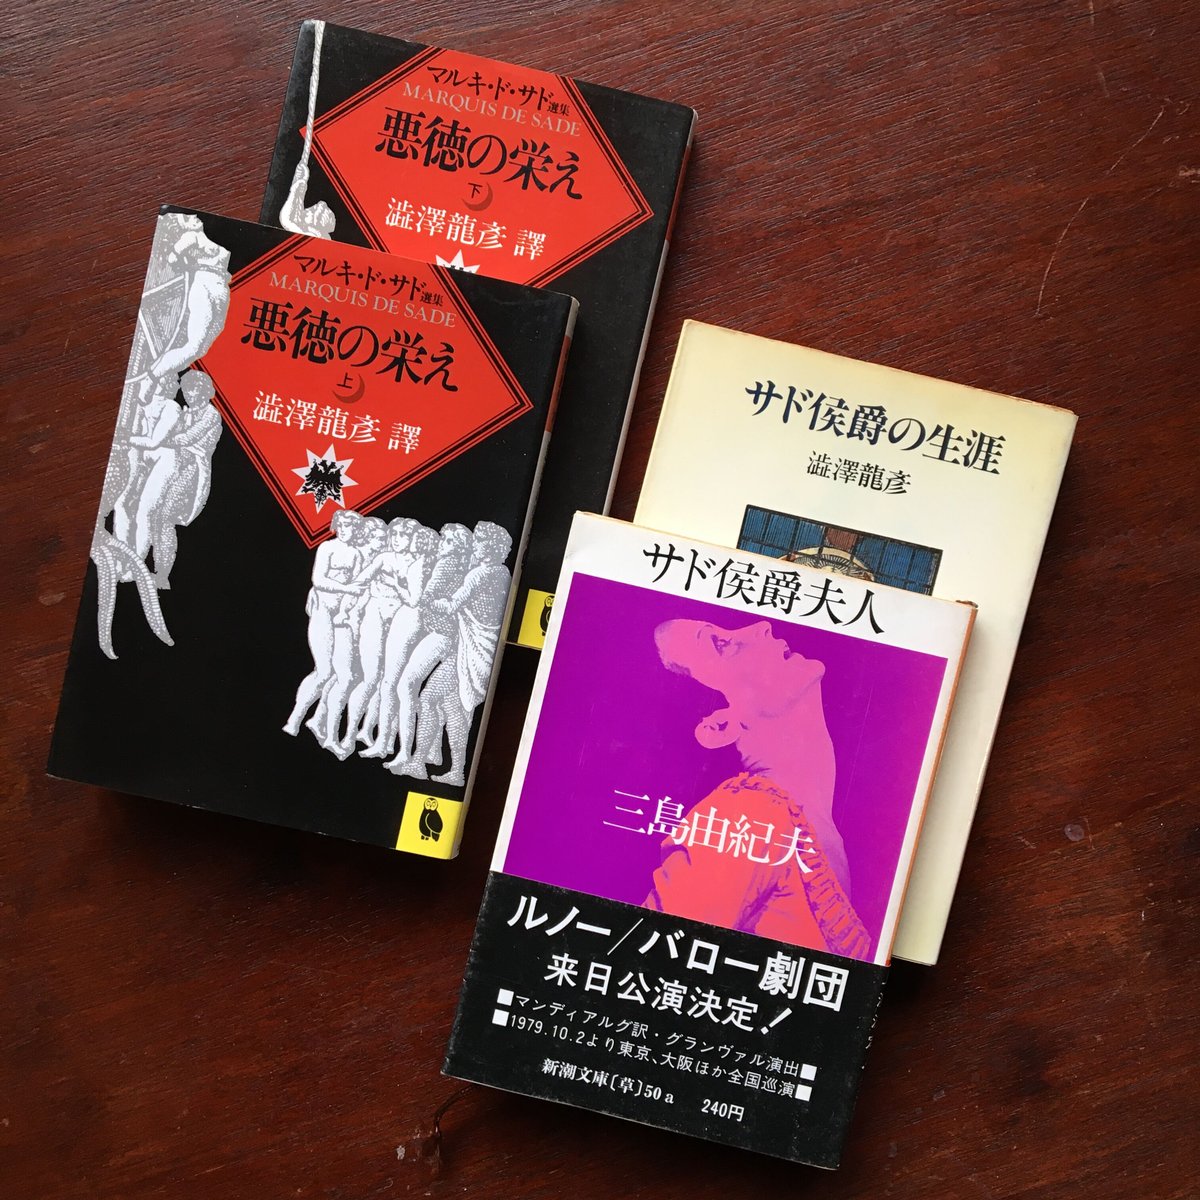 マルキ・ド・サド選集
MARQUIS DE SADE
悪徳の栄え
下
澁澤龍彦 譯
マルキ・ド・サド選集
MARQUIS DE SADE
悪徳の栄え
上
澁澤龍彦 譯
サド侯爵の生涯
澁澤龍彦
サド侯爵夫人
三島由紀夫
ルノー/バロー劇団
来日公演決定!
■マンディアルグ訳・グランヴァル演出■
■1979.10.2より東京、大阪ほか全国巡演■
新潮文庫〔草〕50a 240円